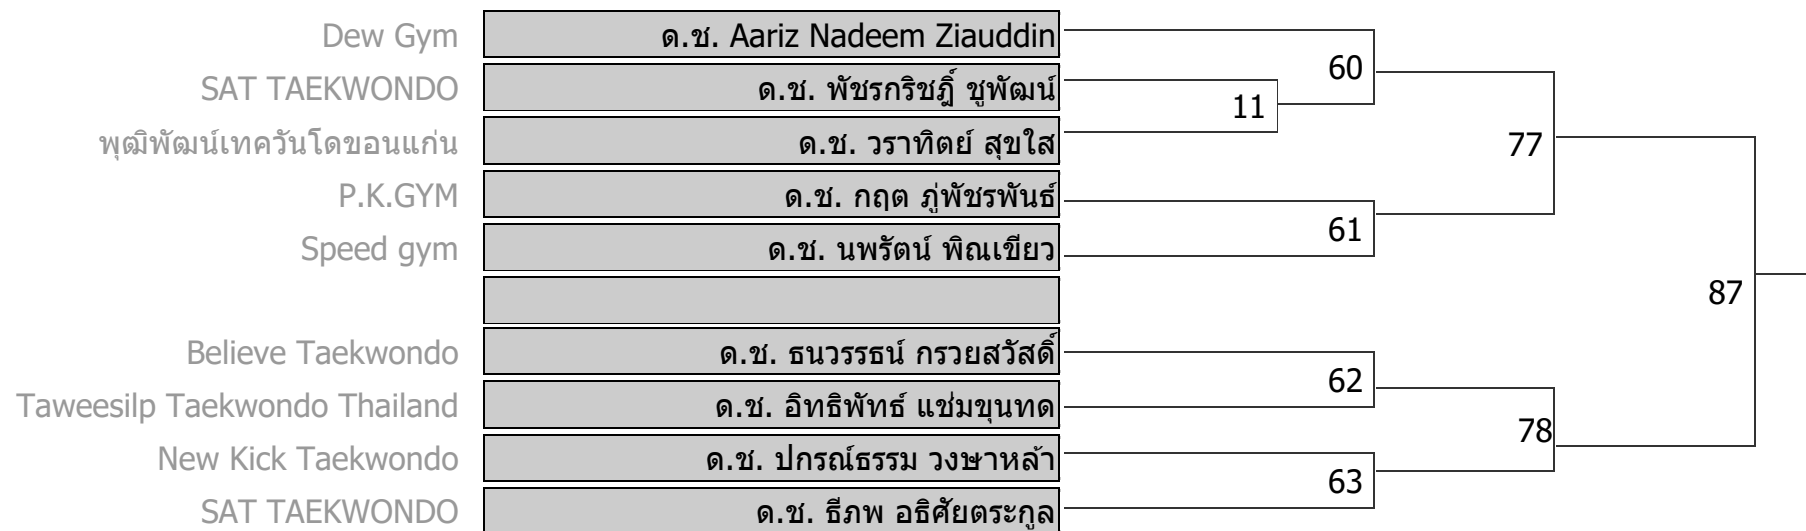 Dew Gym ด.ช. Aariz Nadeem Ziauddin
60
SAT TAEKWONDO ด.ช. พัชรกริชฎิ์ ชูพัฒน์
11
พุฒิพัฒน์เทควันโดขอนแก่น ด.ช. วราทิตย์ สุขใส
77
P.K.GYM ด.ช. กฤต ภู่พัชรพันธ์
61
Speed gym ด.ช. นพรัตน์ พิณเขียว
87
Believe Taekwondo ด.ช. ธนวรรธน์ กรวยสวัสดิ์
62
Taweesilp Taekwondo Thailand ด.ช. อิทธิพัทธ์ แช่มขุนทด
78
New Kick Taekwondo ด.ช. ปกรณ์ธรรม วงษาหล้า
63
SAT TAEKWONDO ด.ช. ธีภพ อธิศัยตระกูล